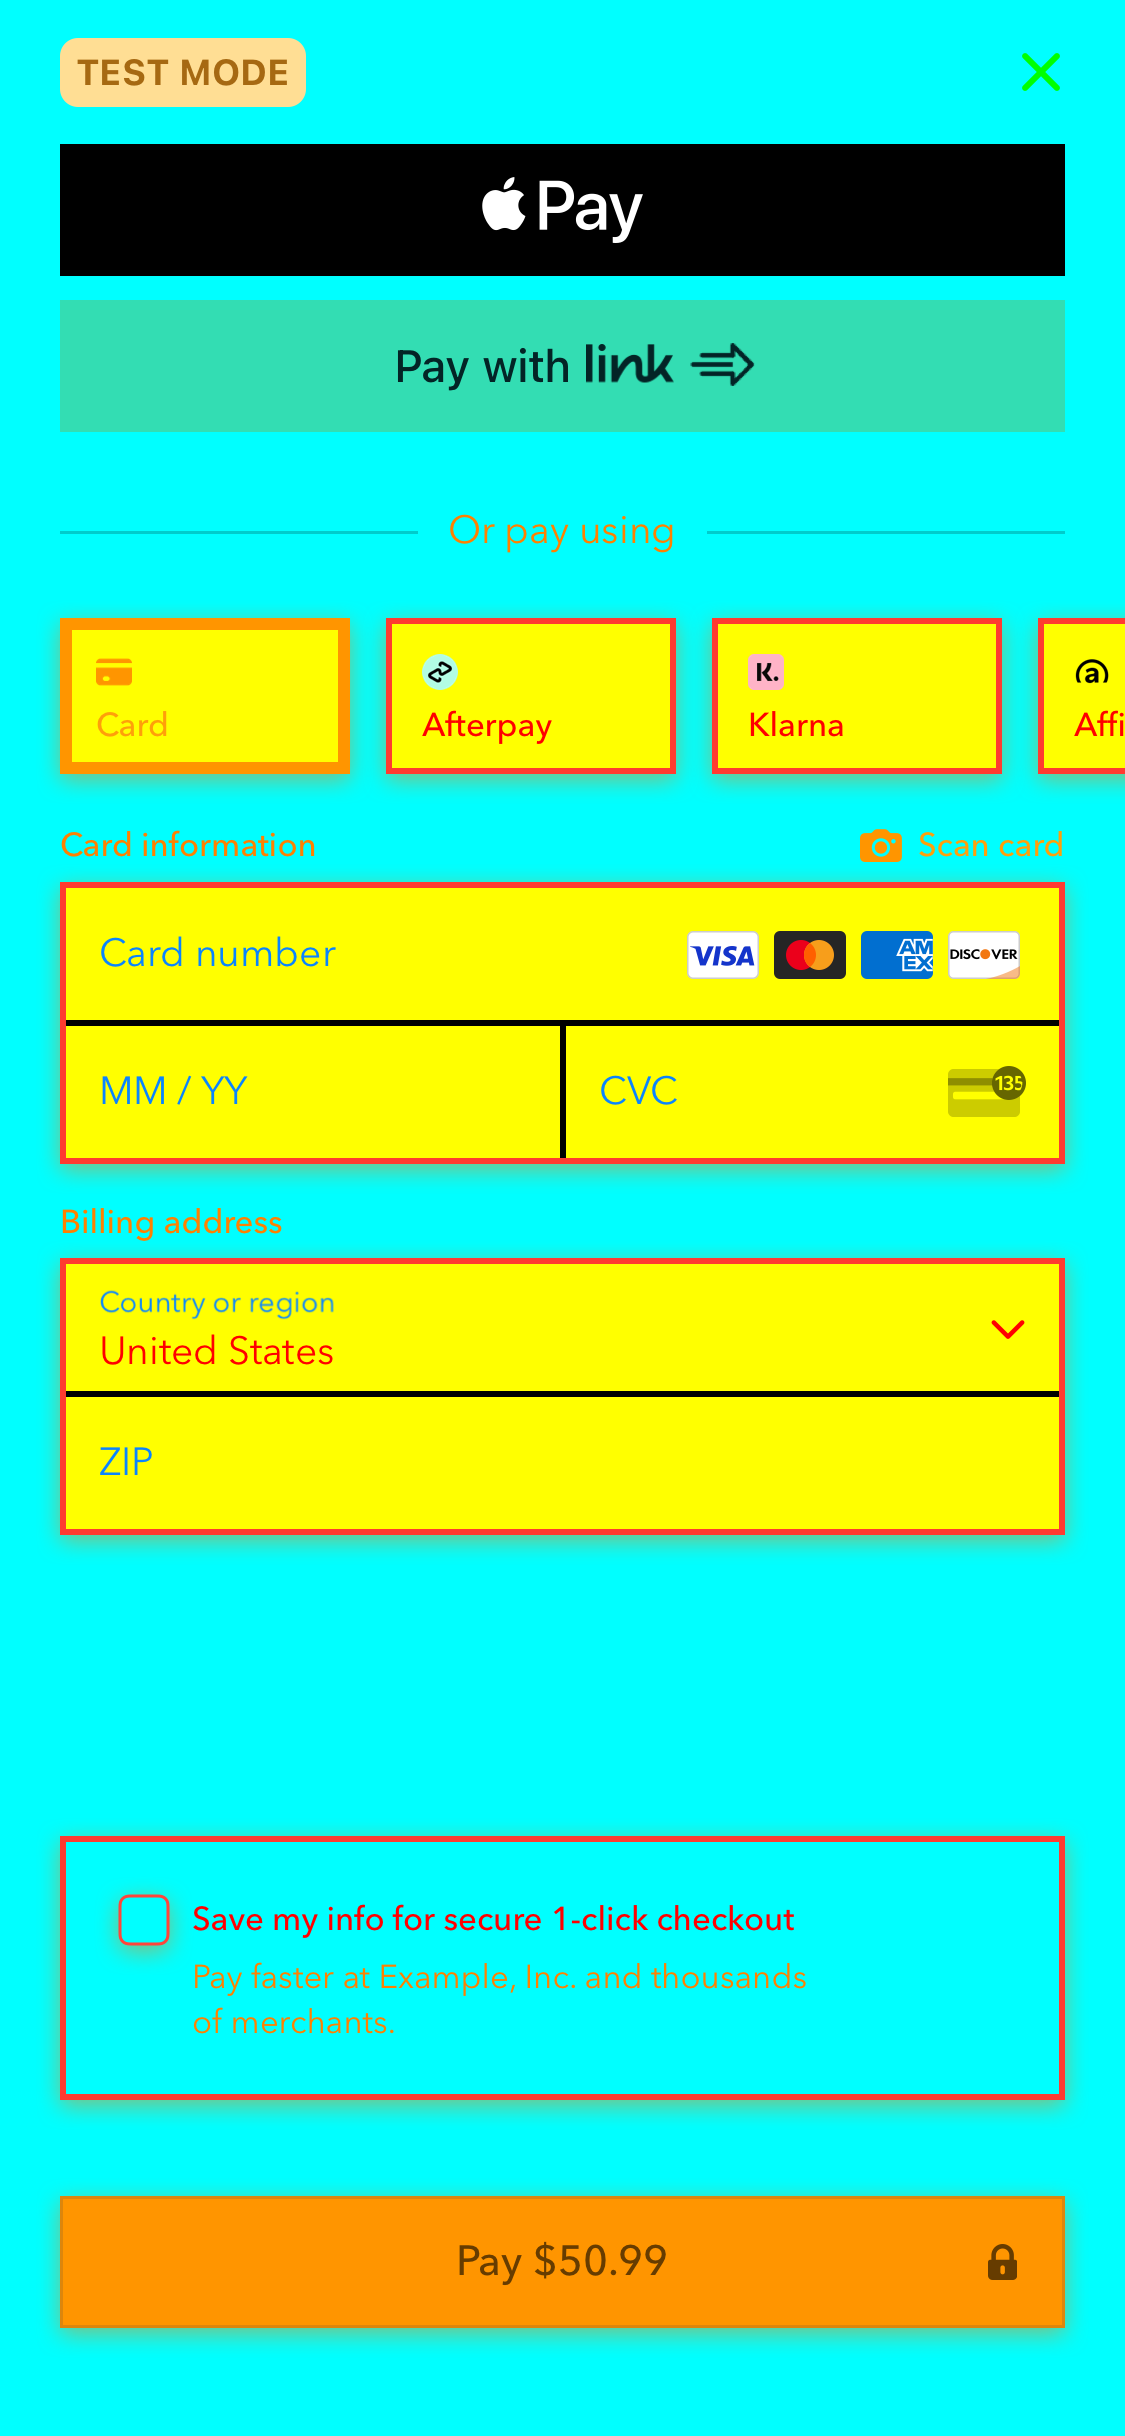 TEST MODE
Pay
Pay with link
Or pay using
Card
Afterpay
K.
Klarna
a
Affi
Card information
Scan card
Card number
VISA
AM
EX
DISCOVER
MM / YY
CVC
135
Billing address
Country or region
United States
ZIP
Save my info for secure 1-click checkout
Pay faster at Example, Inc. and thousands
of merchants.
Pay $50.99